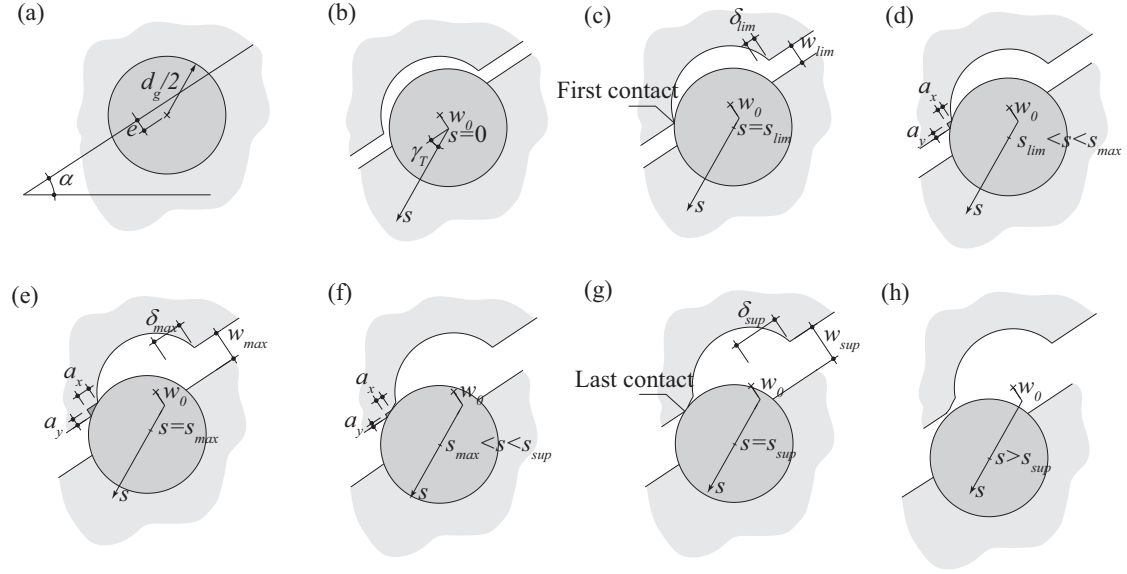 (a)
d_g/2
e
α
(b)
w_0
s=0
γ_T
s
(c)
δ_lim
w_lim
First contact
w_0
s=s_lim
s
(d)
a_x
w_0
a_y
s_lim <s<s_max
s
(e)
δ_max
w_max
a_x
w_0
a_y
s=s_max
s
(f)
a_x
w_0
a_y
s_max <s<s_sup
s
(g)
δ_sup
w_sup
Last contact
w_0
s=s_sup
s
(h)
w_0
s>s_sup
s